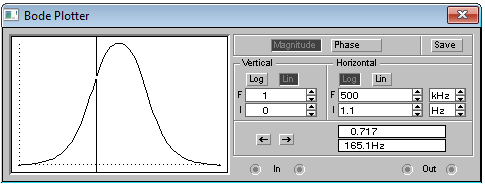 Bode Plotter
Magnitude Phase Save
Vertical Horizontal
Log Lin Log Lin
F 1 F 500 kHz
I 0 I 1.1 Hz
0.717
165.1Hz
In Out